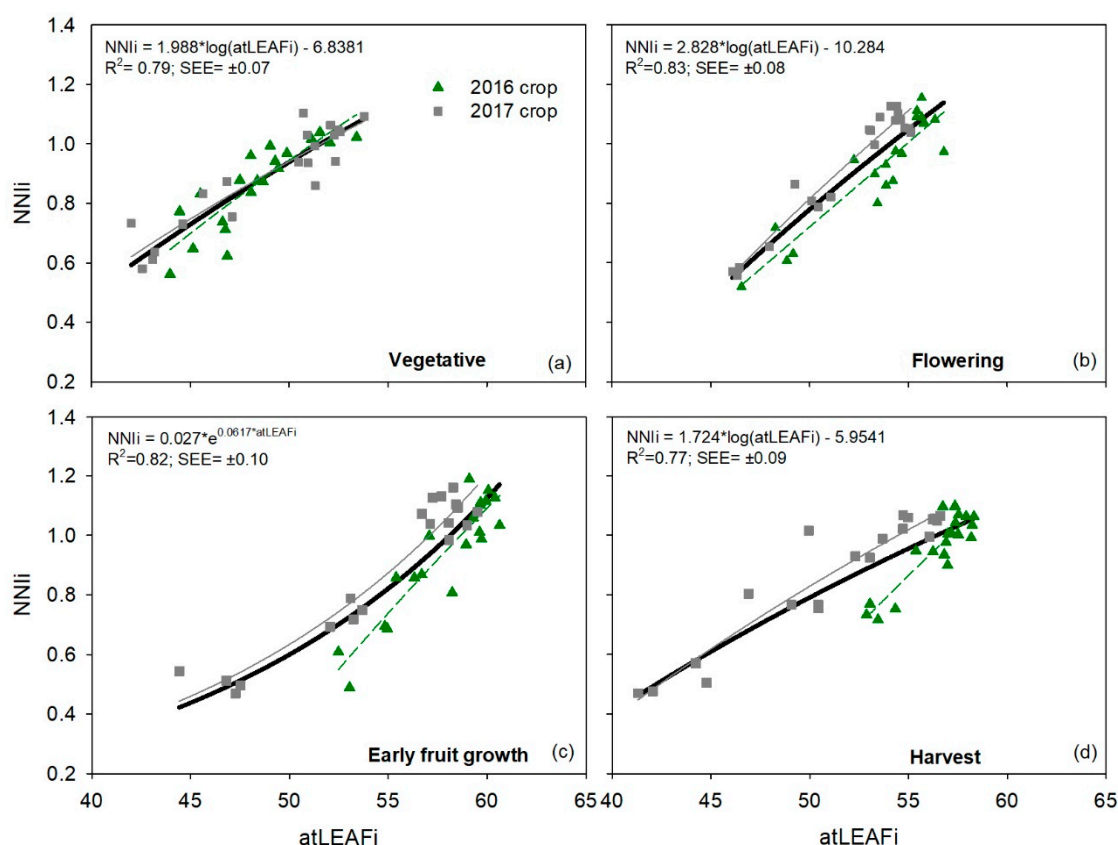 NNIi = 1.988*log(atLEAFi) - 6.8381
R²= 0.79; SEE= ±0.07
2016 crop
2017 crop
NNIi
1.4
1.2
1.0
0.8
0.6
0.4
0.2
Vegetative
(a)
NNIi = 2.828*log(atLEAFi) - 10.284
R²=0.83; SEE= ±0.08
Flowering
(b)
NNIi = 0.027*e^0.0617*atLEAFi
R²=0.82; SEE= ±0.10
NNIi
1.4
1.2
1.0
0.8
0.6
0.4
0.2
Early fruit growth
(c)
40 45 50 55 60 65
atLEAFi
NNIi = 1.724*log(atLEAFi) - 5.9541
R²=0.77; SEE= ±0.09
Harvest
(d)
45 50 55 60 65
atLEAFi